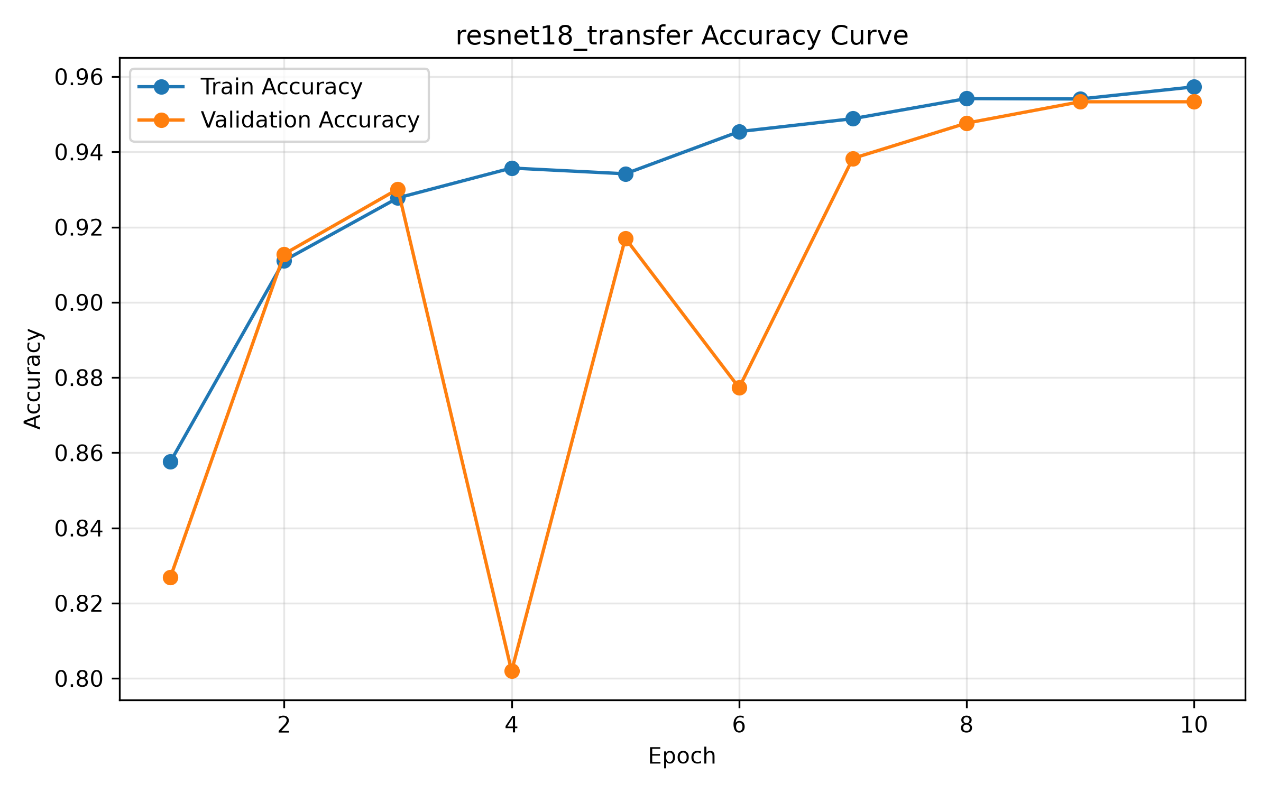 resnet18_transfer Accuracy Curve
Train Accuracy
Validation Accuracy
0.96
0.94
0.92
0.90
0.88
0.86
0.84
0.82
0.80
Accuracy
2 4 6 8 10
Epoch